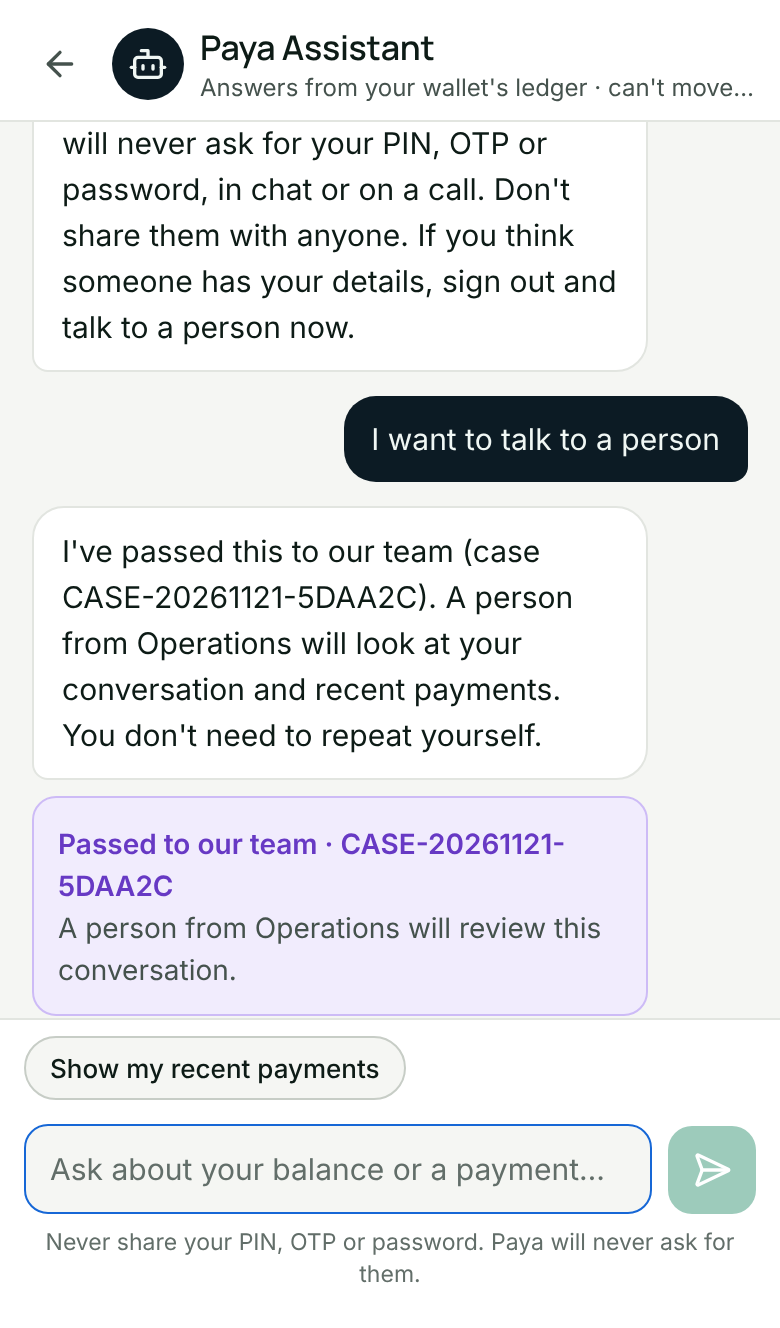 Paya Assistant
Answers from your wallet's ledger · can't move...
will never ask for your PIN, OTP or
password, in chat or on a call. Don't
share them with anyone. If you think
someone has your details, sign out and
talk to a person now.
I want to talk to a person
I've passed this to our team (case
CASE-20261121-5DAA2C). A person
from Operations will look at your
conversation and recent payments.
You don't need to repeat yourself.
Passed to our team · CASE-20261121-
5DAA2C
A person from Operations will review this
conversation.
Show my recent payments
Ask about your balance or a payment...
Never share your PIN, OTP or password. Paya will never ask for
them.